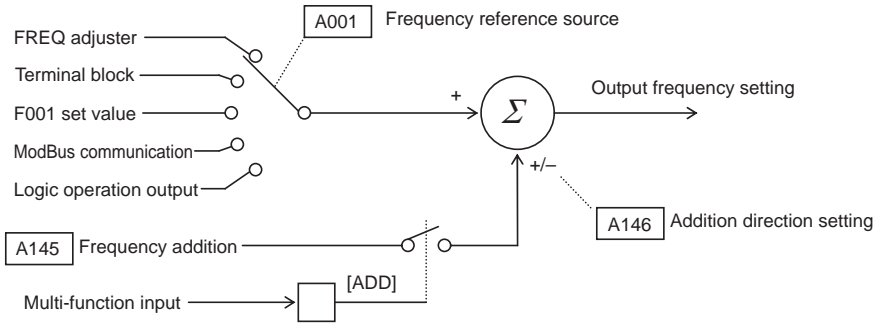 A001 Frequency reference source
FREQ adjuster
Terminal block
F001 set value
ModBus communication
Logic operation output
+
Σ
Output frequency setting
+/−
A146 Addition direction setting
A145 Frequency addition
[ADD]
Multi-function input